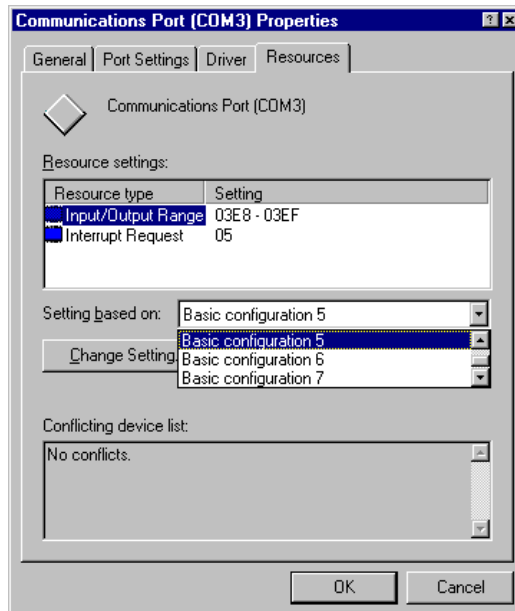 Communications Port (COM3) Properties
General Port Settings Driver Resources
Communications Port (COM3)
Resource settings:
Resource type Setting
Input/Output Range 03E8 - 03EF
Interrupt Request 05
Setting based on: Basic configuration 5
Basic configuration 5
Change Setting. Basic configuration 6
Basic configuration 7
Conflicting device list:
No conflicts.
OK Cancel